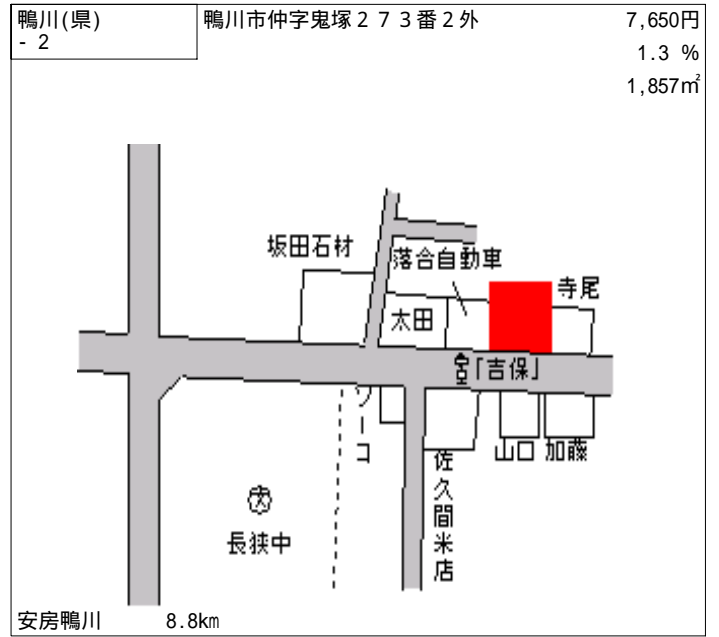 鴨川(県)
- 2
鴨川市仲字鬼塚２７３番２外
7,650円
1.3 %
1,857㎡
坂田石材
落合自動車
寺尾
太田
「吉保」
ソーコ
山口
加藤
佐久間米店
文
長狭中
安房鴨川 8.8km